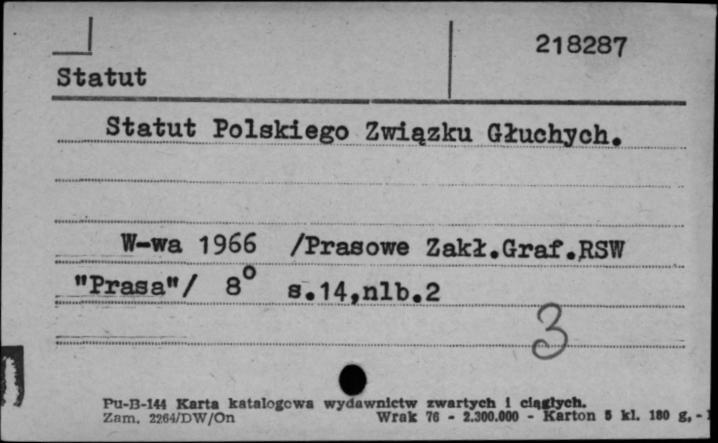 218287
Statut
Statut Polskiego Związku Głuchych.
W-wa 1966 /Prasowe Zakł.Graf.RSW
"Prasa"/ 8° s.14,nlb.2
3
Pu-B-144 Karta katalogowa wydawnictw zwartych i ciągłych.
Zam. 2264/DW/On Wrak 76 - 2.300.000 - Karton 5 kl. 180 g, -